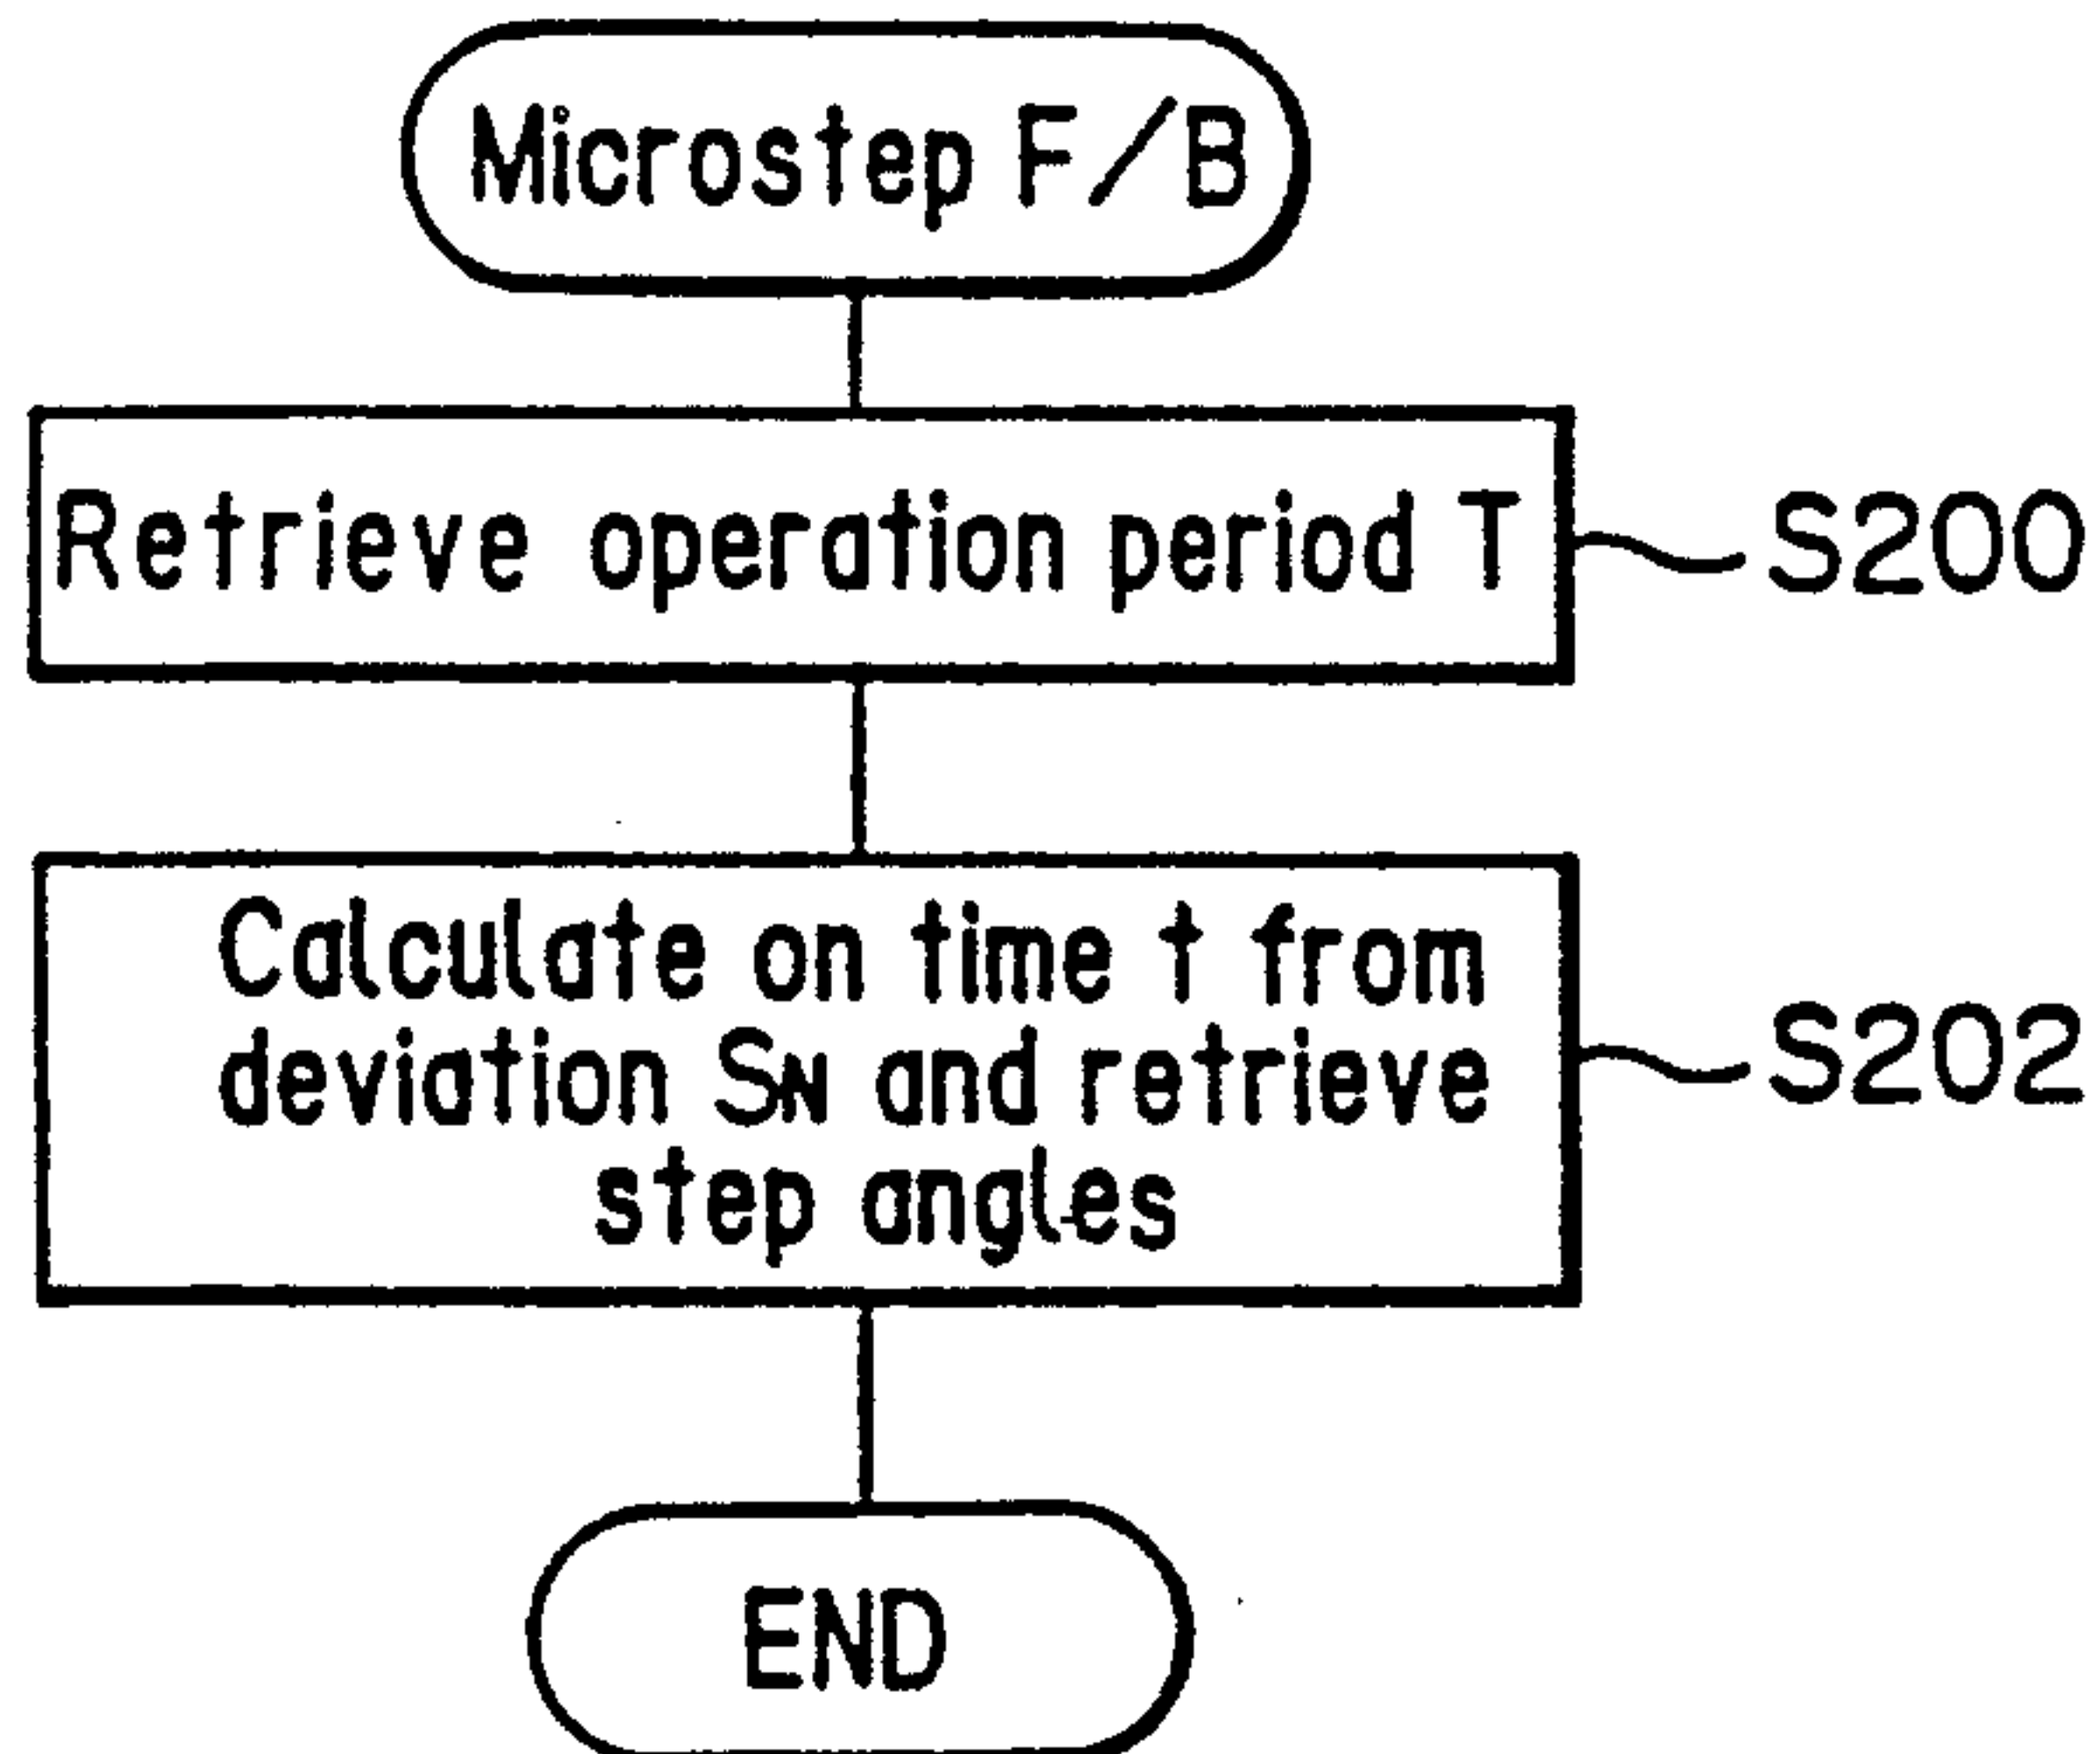 Microstep F/B
Retrieve operation period T
S200
Calculate on time t from
deviation SN and retrieve
step angles
S202
END